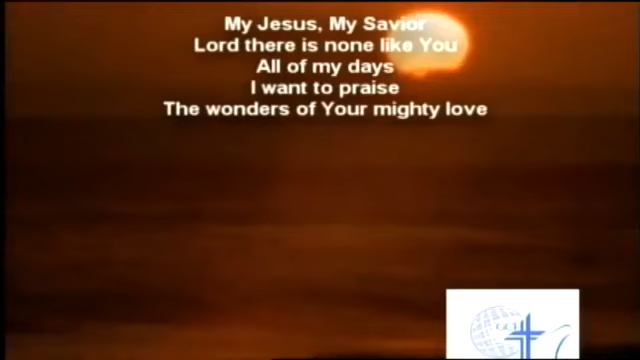 My Jesus, My Savior
Lord there is none like You
All of my days
I want to praise
The wonders of Your mighty love